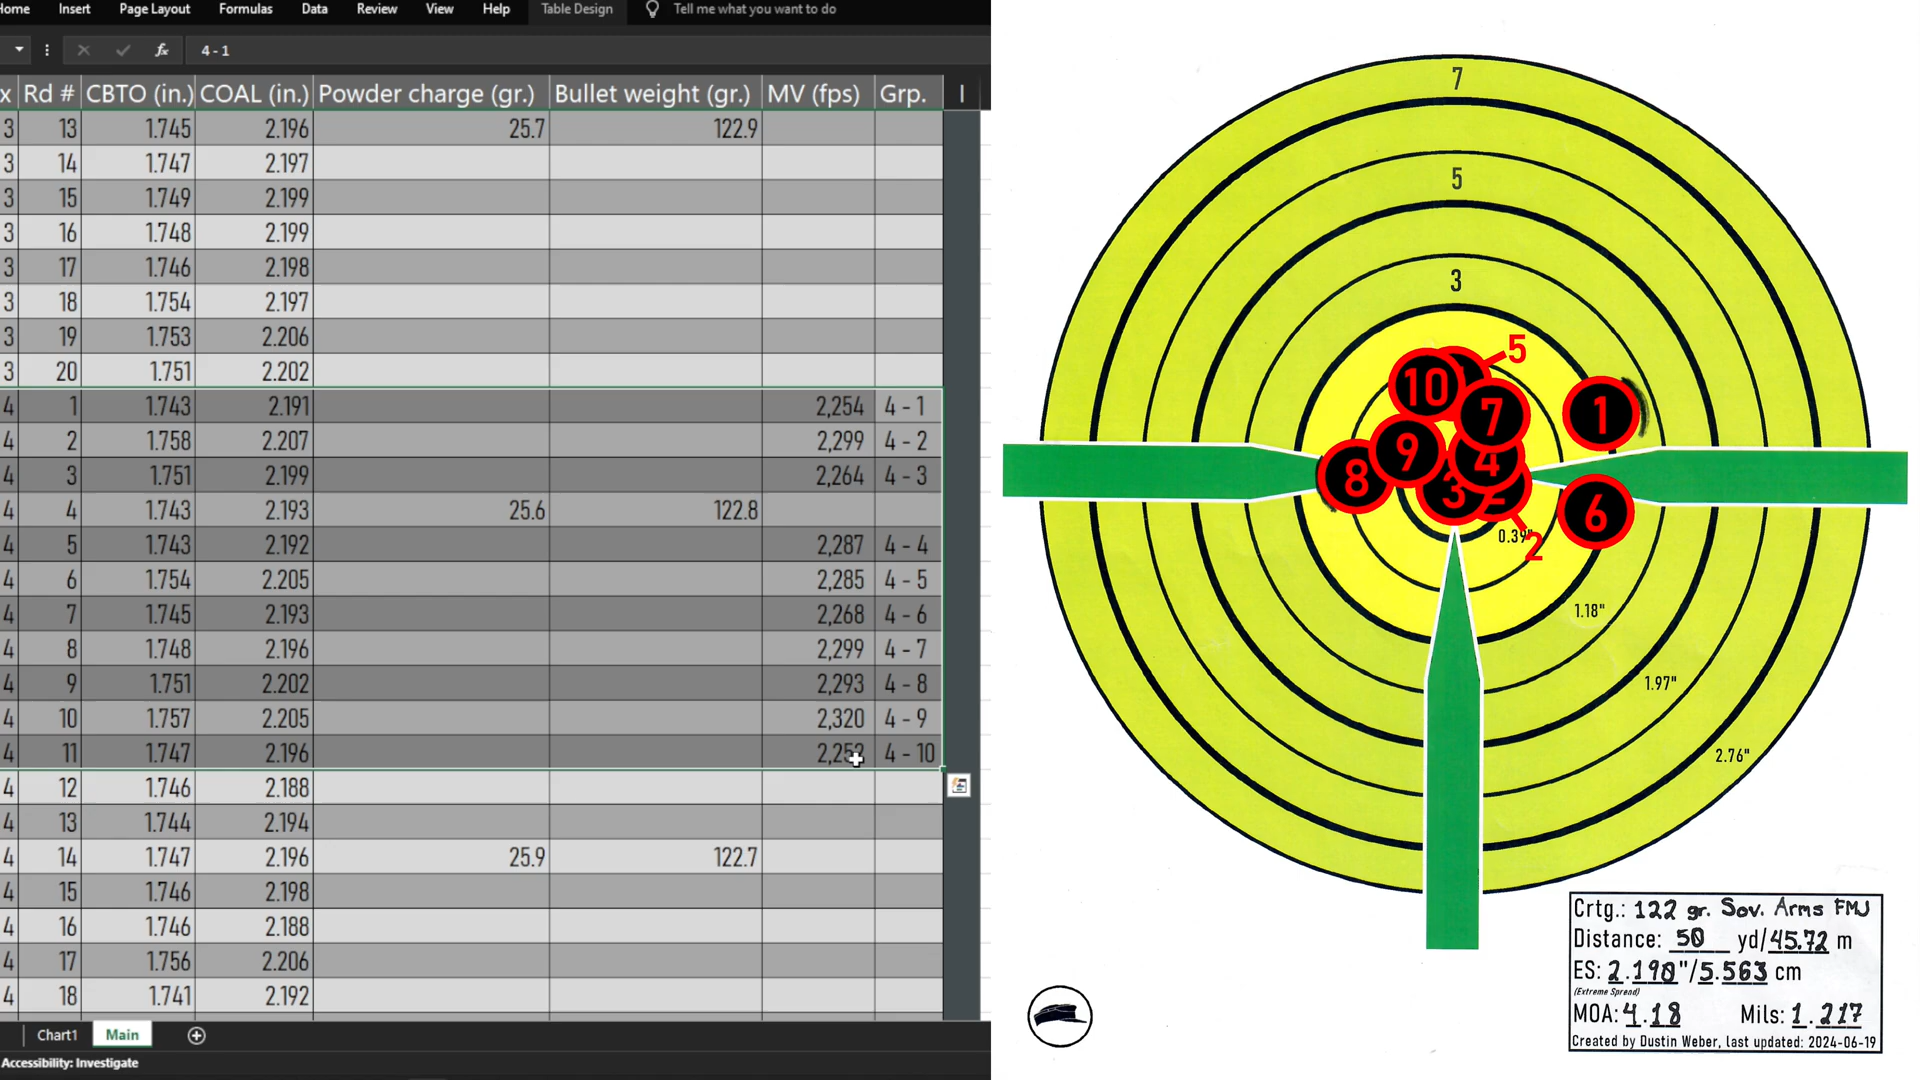 Home Insert Page Layout Formulas Data Review View Help Table Design Tell me what you want to do
fx 4 - 1
x Rd # CBTO (in.) COAL (in.) Powder charge (gr.) Bullet weight (gr.) MV (fps) Grp.
3 13 1.745 2.196 25.7 122.9
3 14 1.747 2.197
3 15 1.749 2.199
3 16 1.748 2.199
3 17 1.746 2.198
3 18 1.754 2.197
3 19 1.753 2.206
3 20 1.751 2.202
4 1 1.743 2.191 2,254 4 - 1
4 2 1.758 2.207 2,299 4 - 2
4 3 1.751 2.199 2,264 4 - 3
4 4 1.743 2.193 25.6 122.8
4 5 1.743 2.192 2,287 4 - 4
4 6 1.754 2.205 2,285 4 - 5
4 7 1.745 2.193 2,268 4 - 6
4 8 1.748 2.196 2,299 4 - 7
4 9 1.751 2.202 2,293 4 - 8
4 10 1.757 2.205 2,320 4 - 9
4 11 1.747 2.196 4 - 10
4 12 1.746 2.188
4 13 1.744 2.194
4 14 1.747 2.196 25.9 122.7
4 15 1.746 2.198
4 16 1.746 2.188
4 17 1.756 2.206
4 18 1.741 2.192
Chart1 Main
Accessibility: Investigate
7
5
3
5
10
7
1
9
4
8
3
6
2
0.39"
1.18"
1.97"
2.76"
Crtg.: 122 gr. Sov. Arms FMJ
Distance: 50 yd/45.72 m
ES: 2.190"/5.563 cm
(Extreme Spread)
MOA: 4.18 Mils: 1.217
Created by Dustin Weber, last updated: 2024-06-19